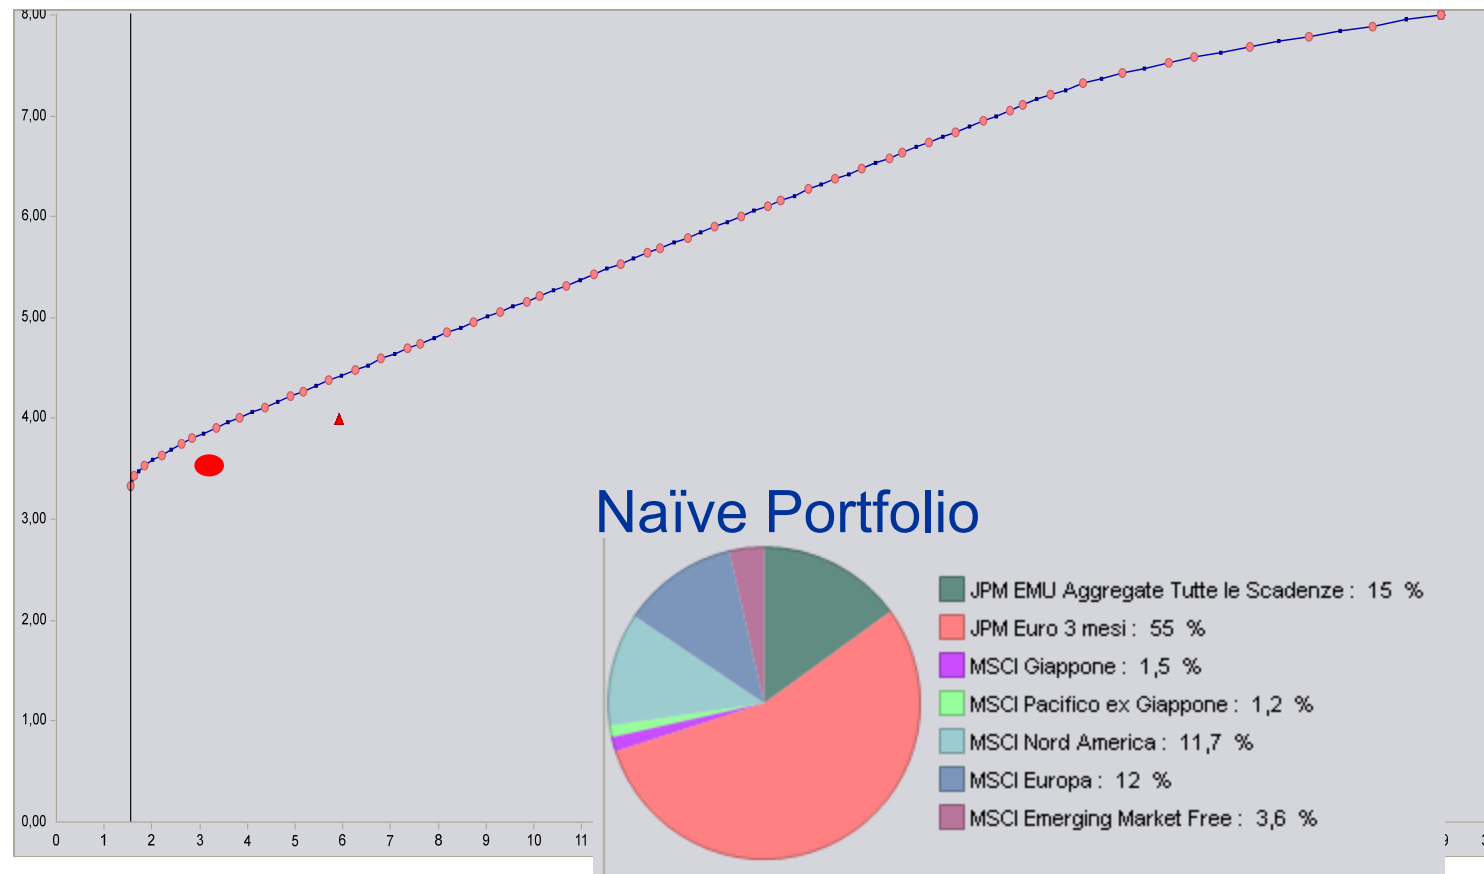 8,00
7,00
6,00
5,00
4,00
3,00
2,00
1,00
0,00
0 1 2 3 4 5 6 7 8 9 10 11
Naïve Portfolio
JPM EMU Aggregate Tutte le Scadenze : 15 %
JPM Euro 3 mesi : 55 %
MSCI Giappone : 1,5 %
MSCI Pacifico ex Giappone : 1,2 %
MSCI Nord America : 11,7 %
MSCI Europa : 12 %
MSCI Emerging Market Free : 3,6 %